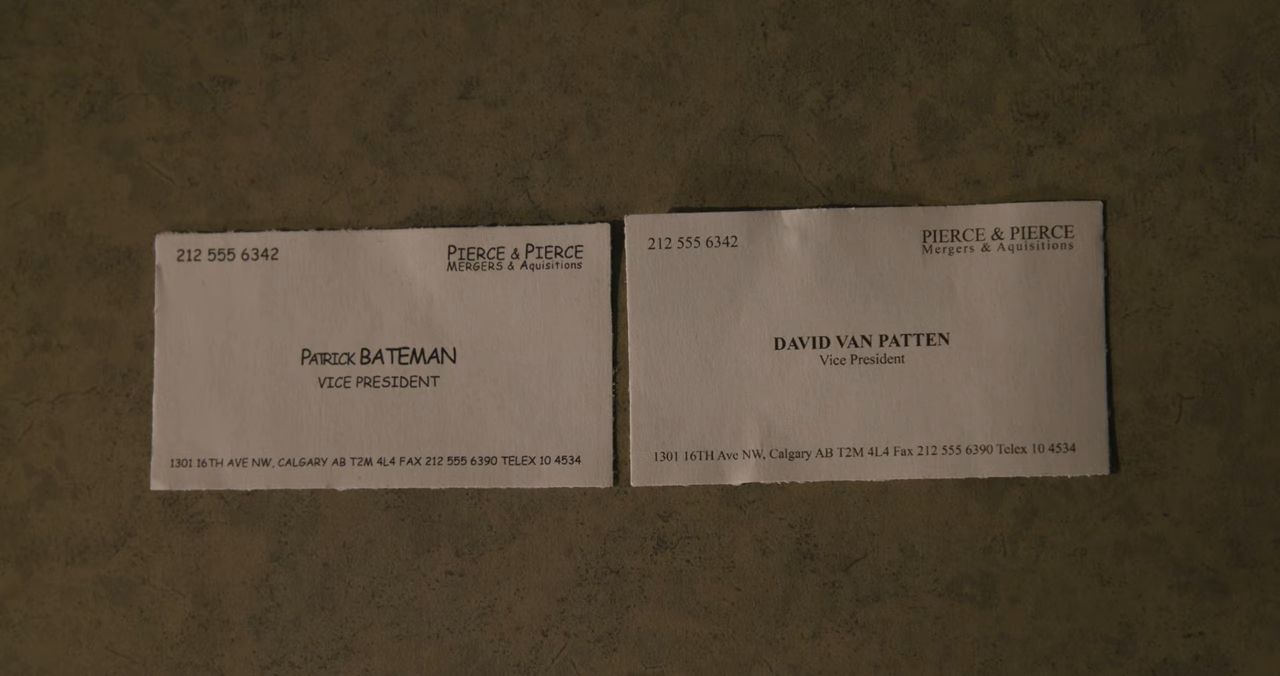 212 555 6342
PIERCE & PIERCE
MERGERS & Aquisitions
PATRICK BATEMAN
VICE PRESIDENT
1301 16TH AVE NW, CALGARY AB T2M 4L4 FAX 212 555 6390 TELEX 10 4534
212 555 6342
PIERCE & PIERCE
Mergers & Aquisitions
DAVID VAN PATTEN
Vice President
1301 16TH Ave NW, Calgary AB T2M 4L4 Fax 212 555 6390 Telex 10 4534